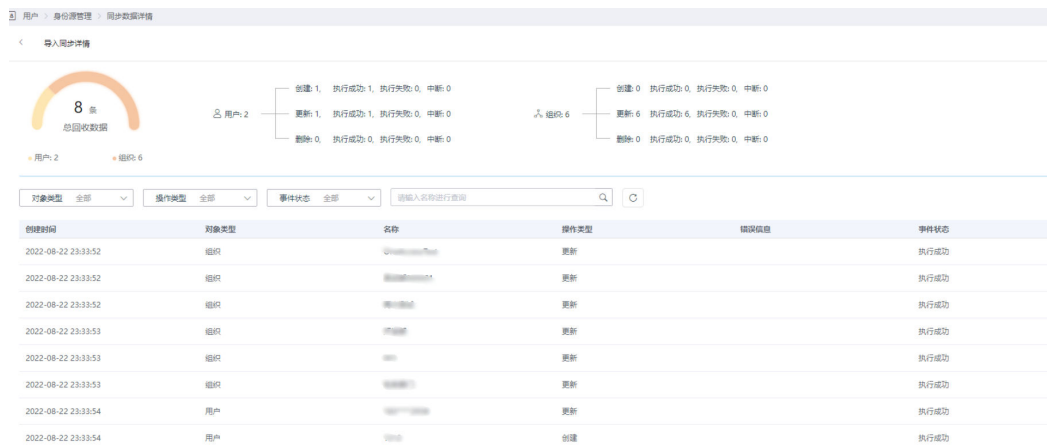 用户 > 身份源管理 > 同步数据详情
< 导入同步详情
8 条
总回收数据
用户: 2 组织: 6
用户: 2
创建: 1, 执行成功: 1, 执行失败: 0, 中断: 0
更新: 1, 执行成功: 1, 执行失败: 0, 中断: 0
删除: 0, 执行成功: 0, 执行失败: 0, 中断: 0
组织: 6
创建: 0 执行成功: 0, 执行失败: 0, 中断: 0
更新: 6 执行成功: 6, 执行失败: 0, 中断: 0
删除: 0 执行成功: 0, 执行失败: 0, 中断: 0
对象类型 全部 操作类型 全部 事件状态 全部 请输入名称进行查询
创建时间 对象类型 名称 操作类型 错误信息 事件状态
2022-08-22 23:33:52 组织 更新 执行成功
2022-08-22 23:33:52 组织 更新 执行成功
2022-08-22 23:33:52 组织 更新 执行成功
2022-08-22 23:33:53 组织 更新 执行成功
2022-08-22 23:33:53 组织 更新 执行成功
2022-08-22 23:33:53 组织 更新 执行成功
2022-08-22 23:33:54 用户 更新 执行成功
2022-08-22 23:33:54 用户 创建 执行成功